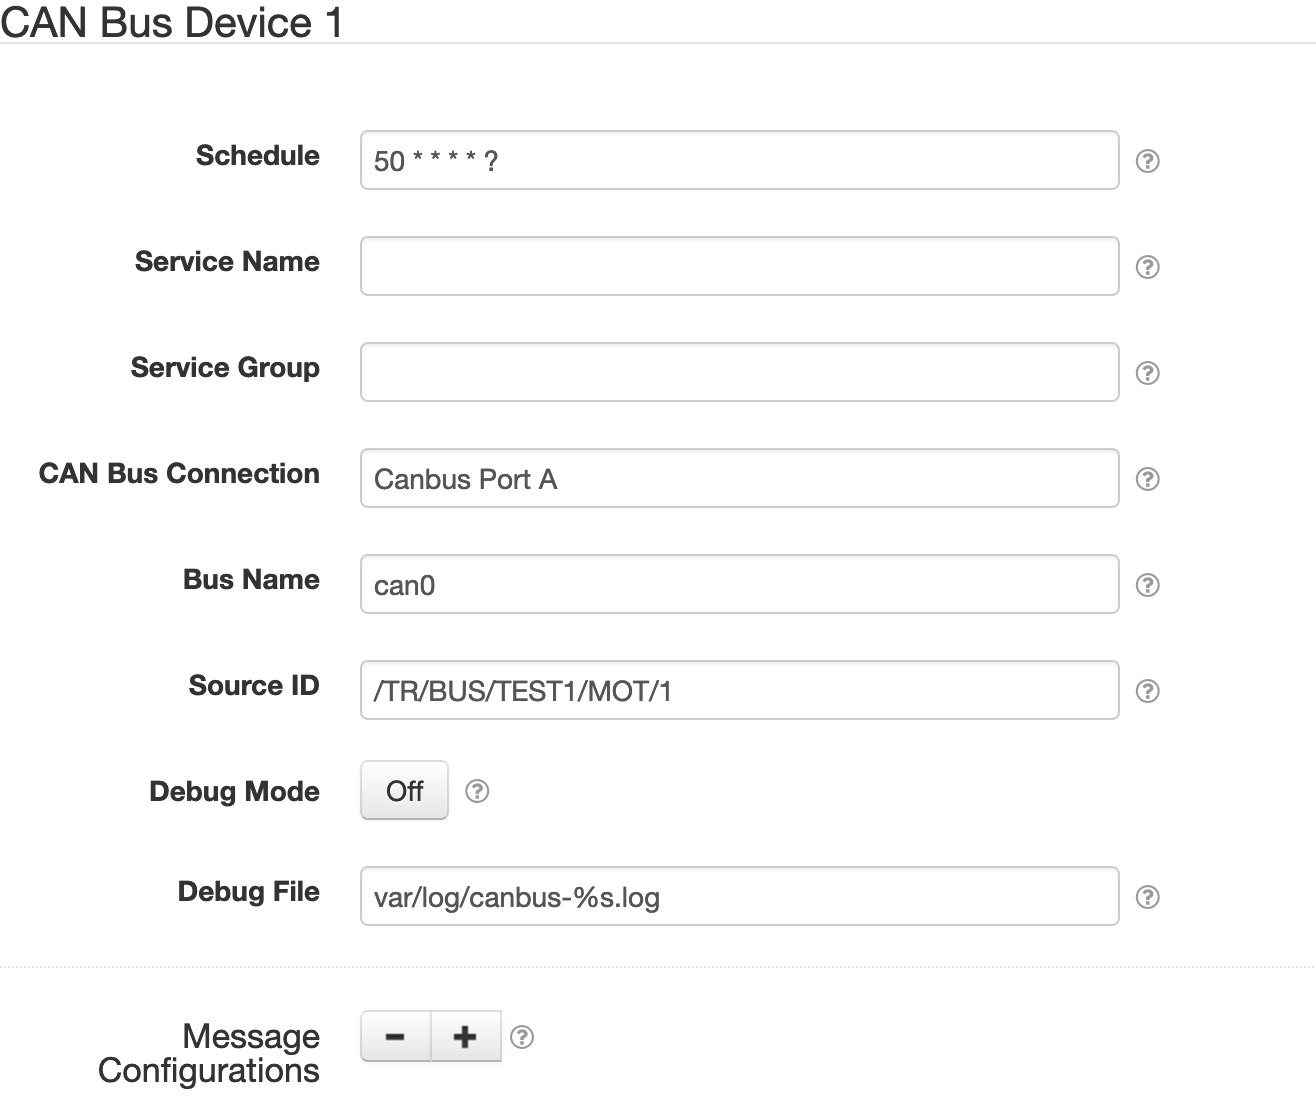 CAN Bus Device 1
Schedule 50 * * * * ?
Service Name
Service Group
CAN Bus Connection Canbus Port A
Bus Name can0
Source ID /TR/BUS/TEST1/MOT/1
Debug Mode Off
Debug File var/log/canbus-%s.log
Message
Configurations